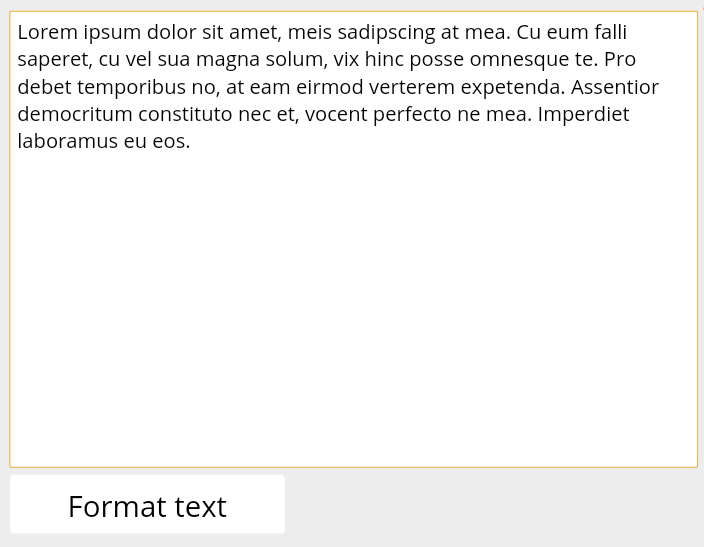 Lorem ipsum dolor sit amet, meis sadipscing at mea. Cu eum falli
saperet, cu vel sua magna solum, vix hinc posse omnesque te. Pro
debet temporibus no, at eam eirmod verterem expetenda. Assentior
democritum constituto nec et, vocent perfecto ne mea. Imperdiet
laboramus eu eos.
Format text